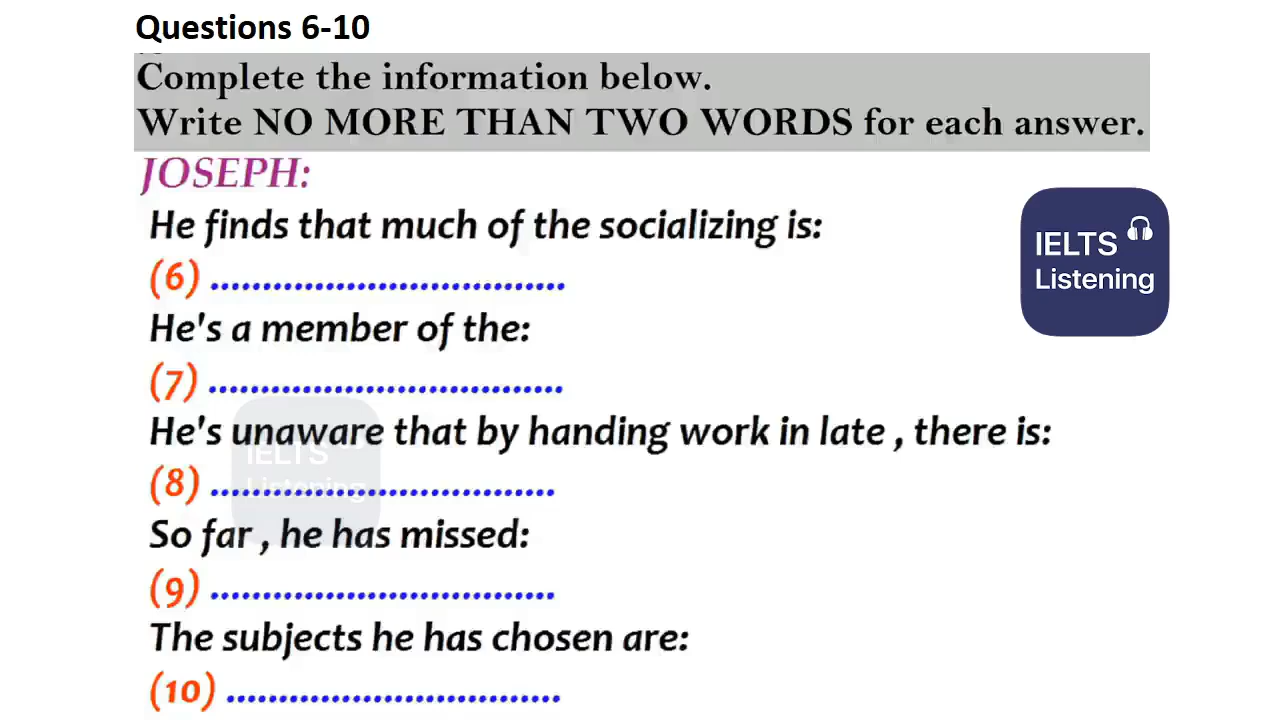 Questions 6-10
Complete the information below.
Write NO MORE THAN TWO WORDS for each answer.
JOSEPH:
He finds that much of the socializing is:
(6) ..................................
IELTS
Listening
He's a member of the:
(7) ..................................
He's unaware that by handing work in late , there is:
IELTS
(8) .................................
Listening
So far , he has missed:
(9) .................................
The subjects he has chosen are:
(10) ................................